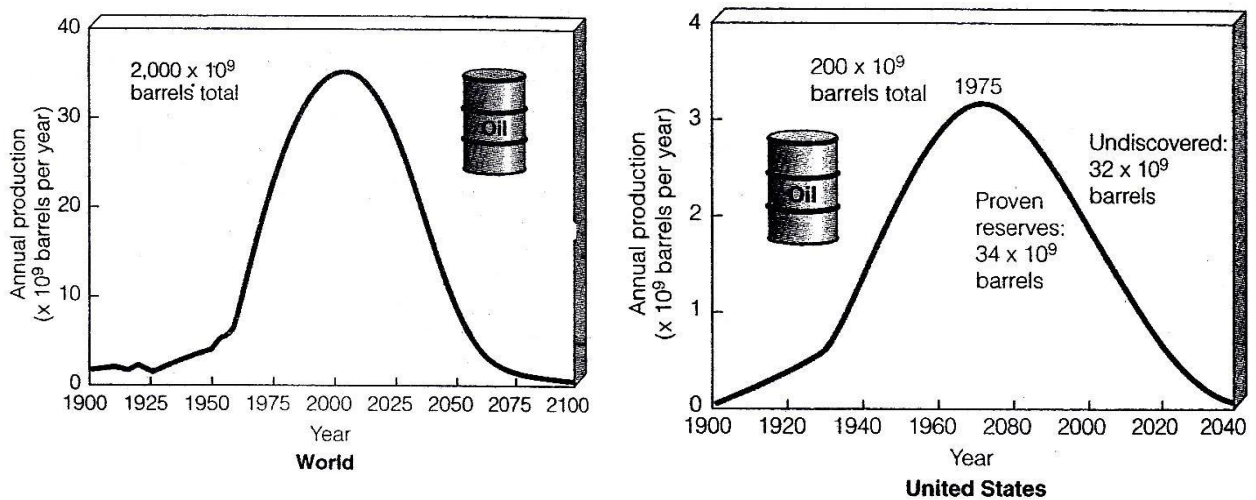 40
30
20
10
0
Annual production
(x 10⁹ barrels per year)
2,000 x 10⁹
barrels total
Oil
1900 1925 1950 1975 2000 2025 2050 2075 2100
Year
World
4
3
2
1
0
Annual production
(x 10⁹ barrels per year)
200 x 10⁹
barrels total
1975
Oil
Undiscovered:
32 x 10⁹
barrels
Proven
reserves:
34 x 10⁹
barrels
1900 1920 1940 1960 2080 2000 2020 2040
Year
United States